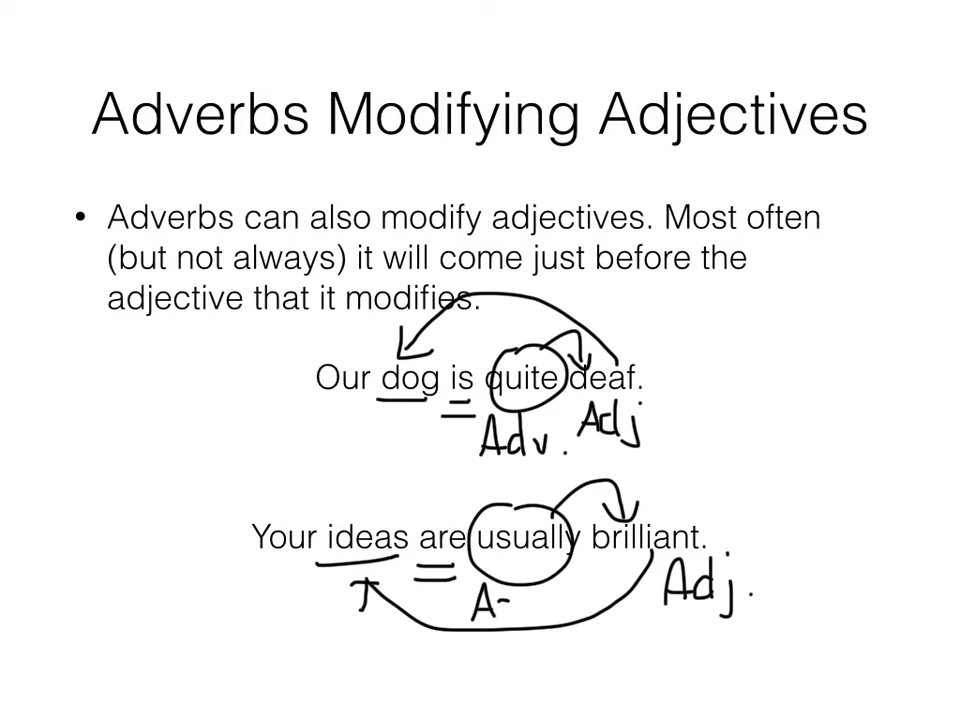 Adverbs Modifying Adjectives
• Adverbs can also modify adjectives. Most often
(but not always) it will come just before the
adjective that it modifies.
Our dog is quite deaf.
Adv. Adj
Your ideas are usually brilliant.
A Adj.